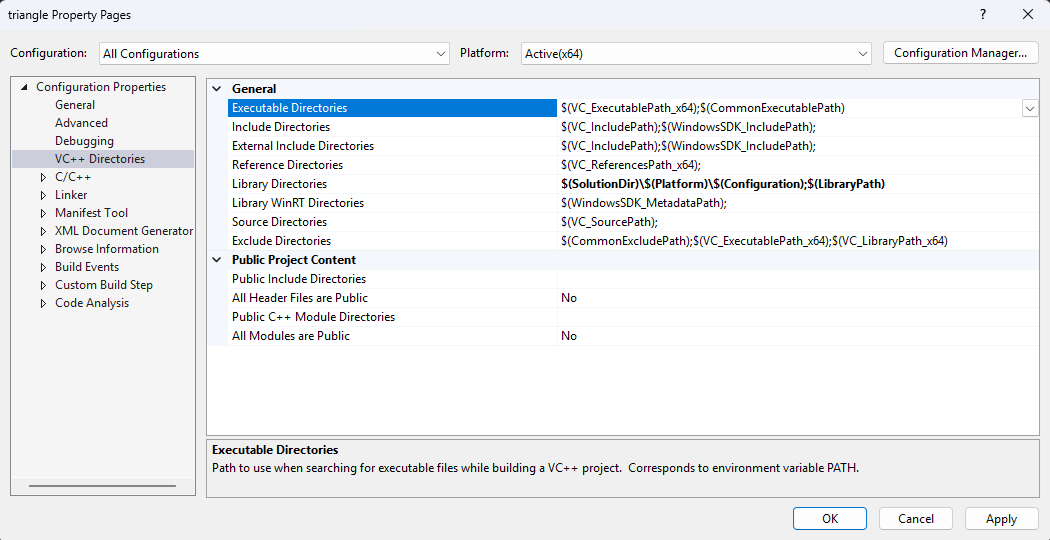 triangle Property Pages
Configuration: All Configurations Platform: Active(x64) Configuration Manager...
Configuration Properties
General
Advanced
Debugging
VC++ Directories
C/C++
Linker
Manifest Tool
XML Document Generator
Browse Information
Build Events
Custom Build Step
Code Analysis
General
Executable Directories $(VC_ExecutablePath_x64);$(CommonExecutablePath)
Include Directories $(VC_IncludePath);$(WindowsSDK_IncludePath);
External Include Directories $(VC_IncludePath);$(WindowsSDK_IncludePath);
Reference Directories $(VC_ReferencesPath_x64);
Library Directories $(SolutionDir)\$(Platform)\$(Configuration);$(LibraryPath)
Library WinRT Directories $(WindowsSDK_MetadataPath);
Source Directories $(VC_SourcePath);
Exclude Directories $(CommonExcludePath);$(VC_ExecutablePath_x64);$(VC_LibraryPath_x64)
Public Project Content
Public Include Directories
All Header Files are Public No
Public C++ Module Directories
All Modules are Public No
Executable Directories
Path to use when searching for executable files while building a VC++ project.  Corresponds to environment variable PATH.
OK Cancel Apply